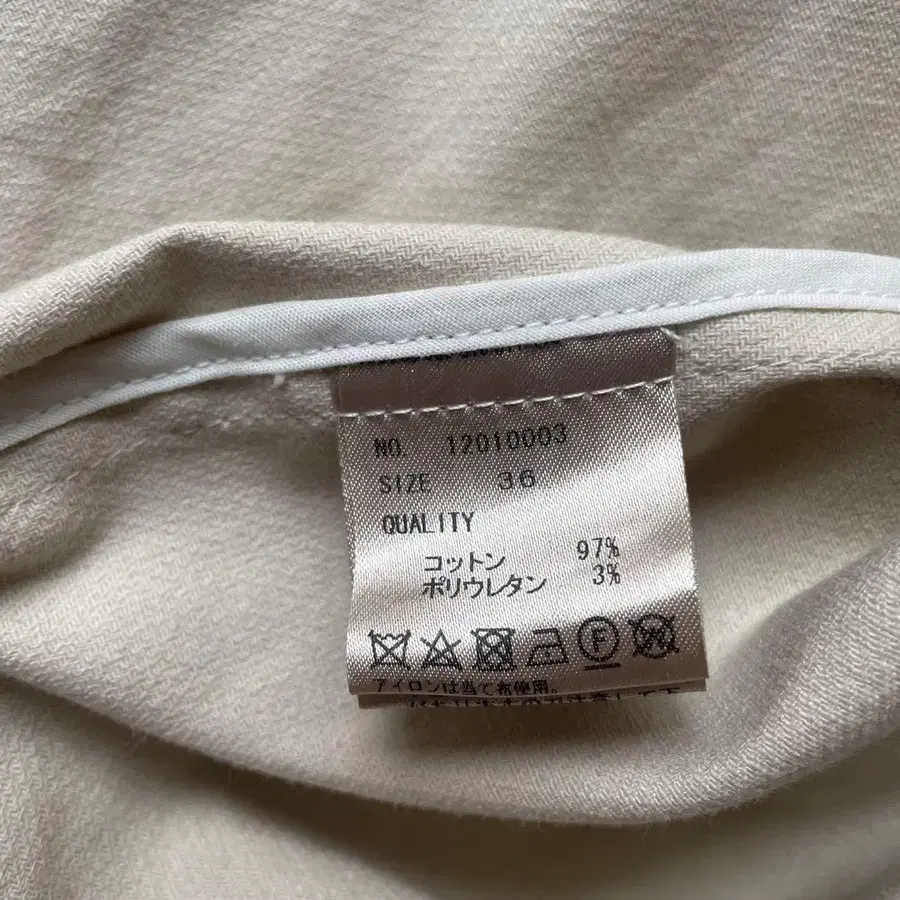 NO. 12010003
SIZE 36
QUALITY
コットン 97%
ポリウレタン 3%
F
アイロンは当て布使用。